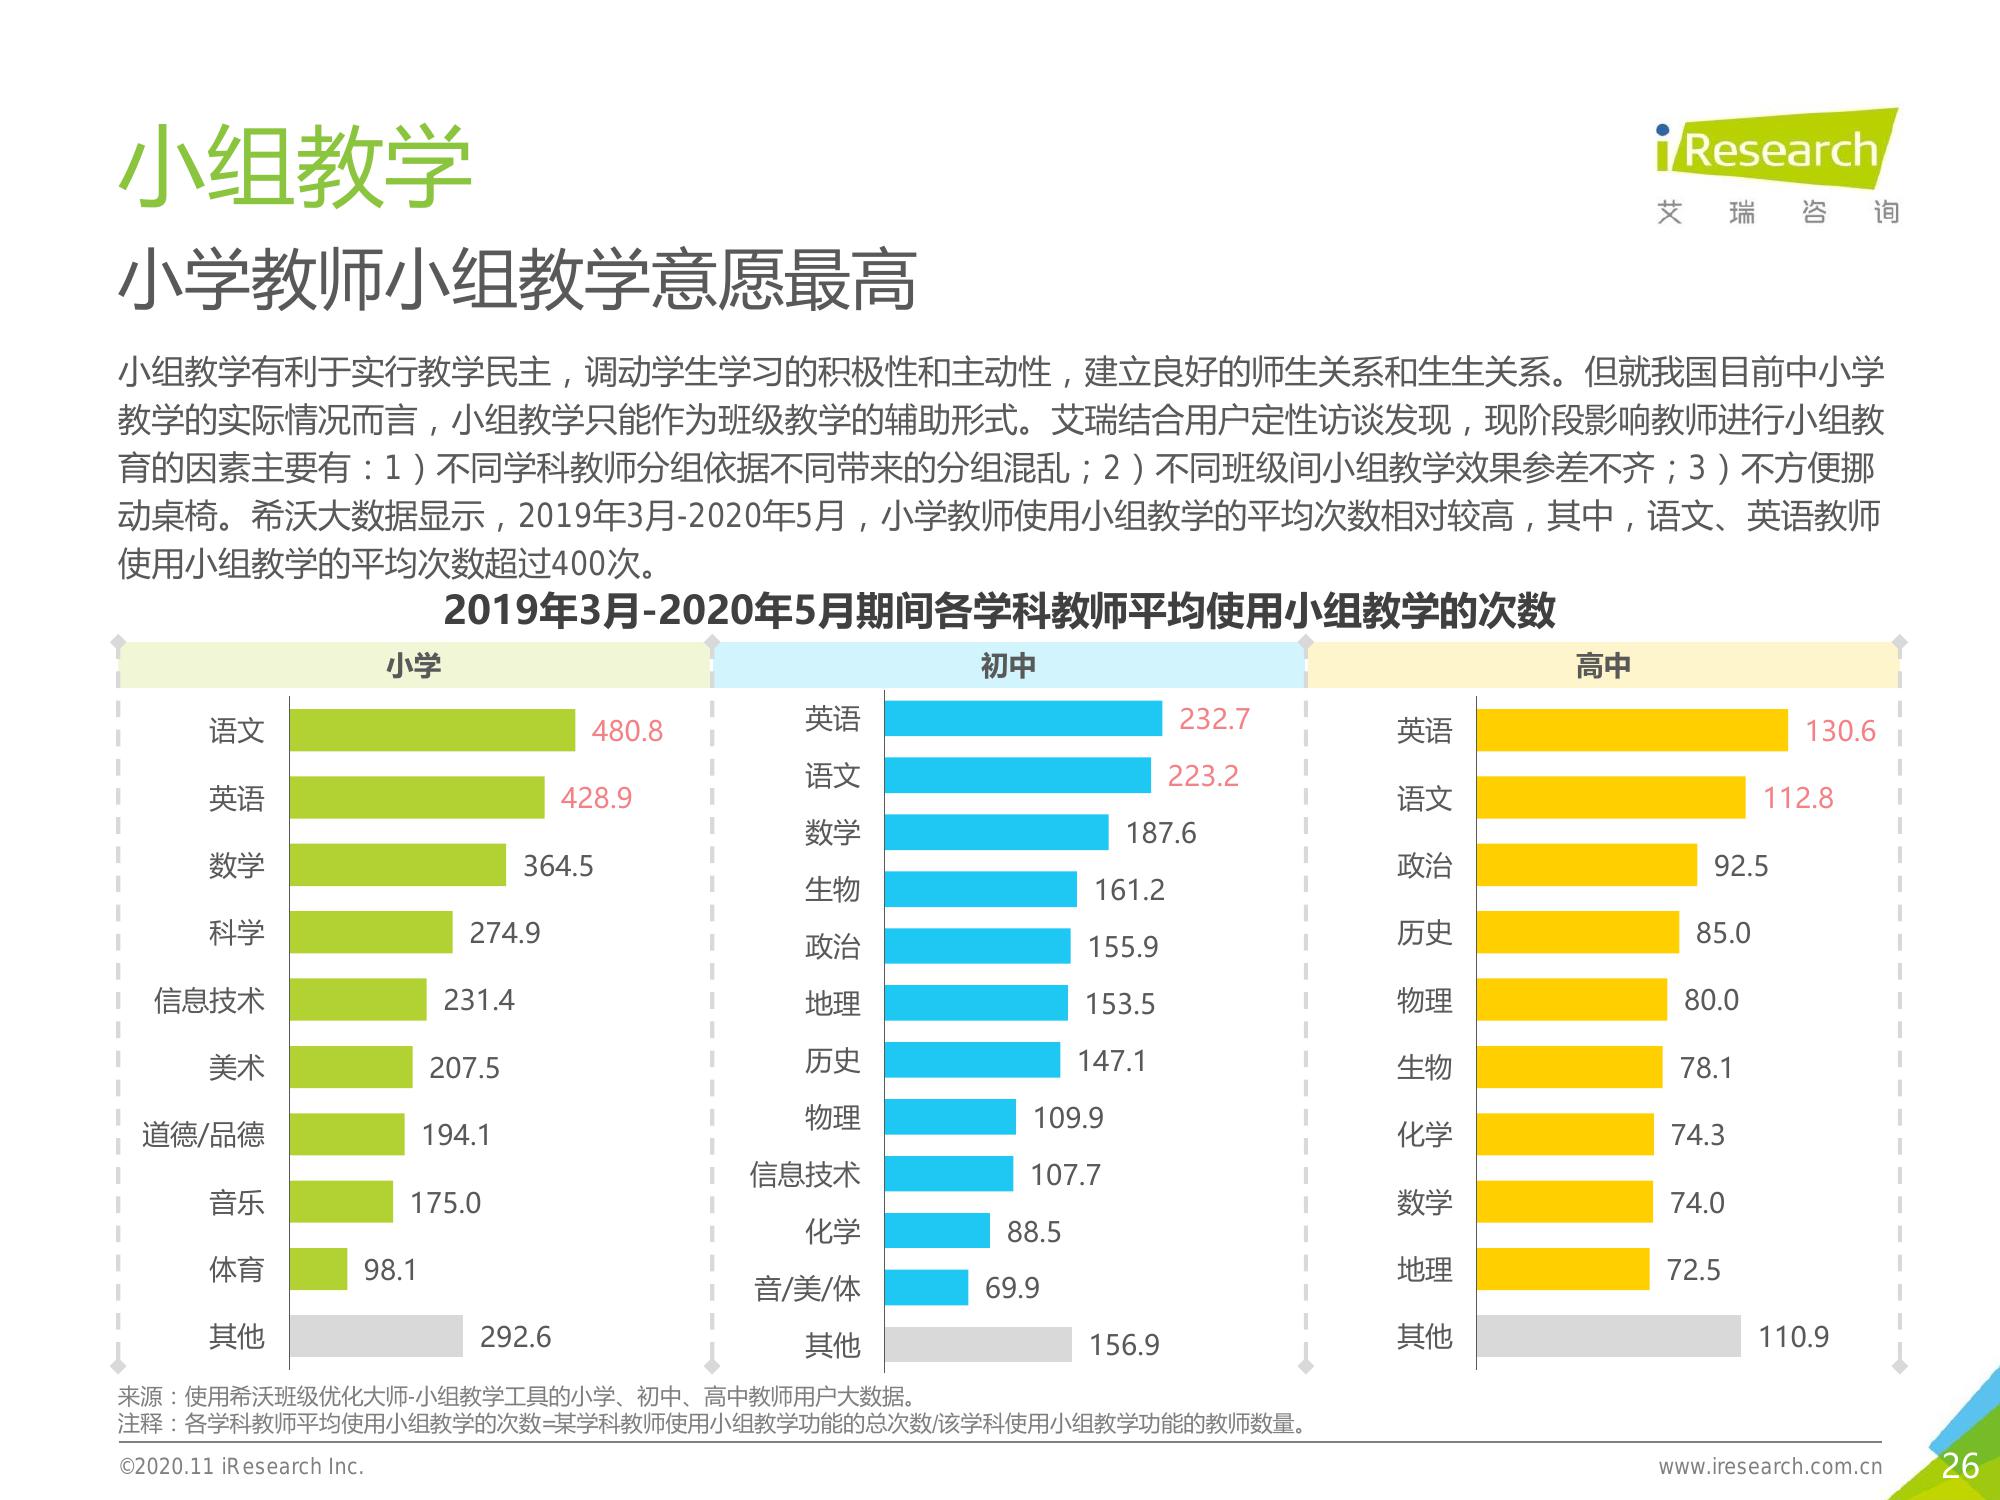 小组教学
iResearch
艾瑞咨询
小学教师小组教学意愿最高
小组教学有利于实行教学民主，调动学生学习的积极性和主动性，建立良好的师生关系和生生关系。但就我国目前中小学
教学的实际情况而言，小组教学只能作为班级教学的辅助形式。艾瑞结合用户定性访谈发现，现阶段影响教师进行小组教
育的因素主要有：1）不同学科教师分组依据不同带来的分组混乱；2）不同班级间小组教学效果参差不齐；3）不方便挪
动桌椅。希沃大数据显示，2019年3月-2020年5月，小学教师使用小组教学的平均次数相对较高，其中，语文、英语教师
使用小组教学的平均次数超过400次。
2019年3月-2020年5月期间各学科教师平均使用小组教学的次数
小学
语文 480.8
英语 428.9
数学 364.5
科学 274.9
信息技术 231.4
美术 207.5
道德/品德 194.1
音乐 175.0
体育 98.1
其他 292.6
初中
英语 232.7
语文 223.2
数学 187.6
生物 161.2
政治 155.9
地理 153.5
历史 147.1
物理 109.9
信息技术 107.7
化学 88.5
音/美/体 69.9
其他 156.9
高中
英语 130.6
语文 112.8
政治 92.5
历史 85.0
物理 80.0
生物 78.1
化学 74.3
数学 74.0
地理 72.5
其他 110.9
来源：使用希沃班级优化大师-小组教学工具的小学、初中、高中教师用户大数据。
注释：各学科教师平均使用小组教学的次数=某学科教师使用小组教学功能的总次数/该学科使用小组教学功能的教师数量。
©2020.11 iResearch Inc.
www.iresearch.com.cn
26